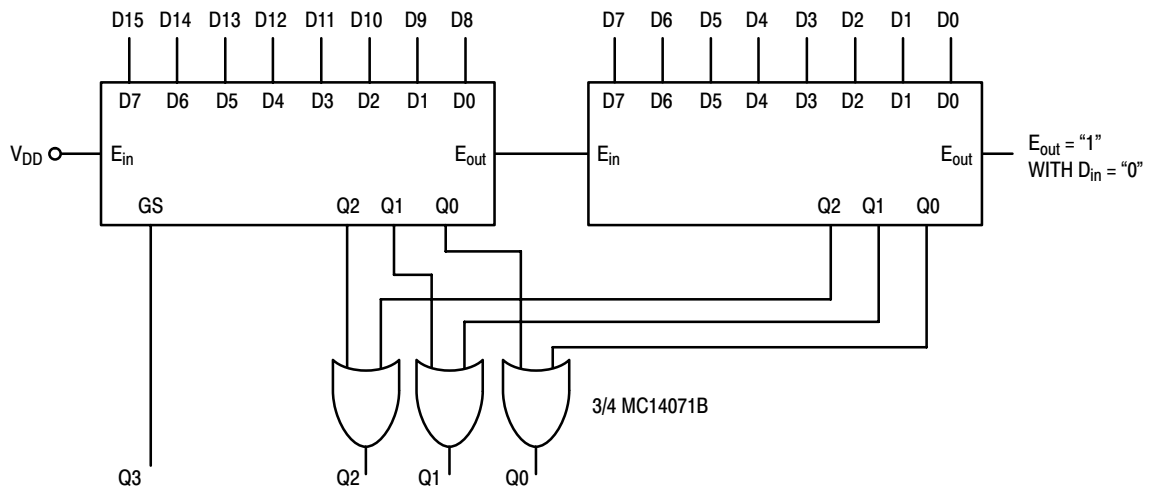 D15 D14 D13 D12 D11 D10 D9 D8 D7 D6 D5 D4 D3 D2 D1 D0
D7 D6 D5 D4 D3 D2 D1 D0 D7 D6 D5 D4 D3 D2 D1 D0
VDD Ein Eout Ein Eout Eout = “1”
WITH Din = “0”
GS Q2 Q1 Q0 Q2 Q1 Q0
3/4 MC14071B
Q3 Q2 Q1 Q0